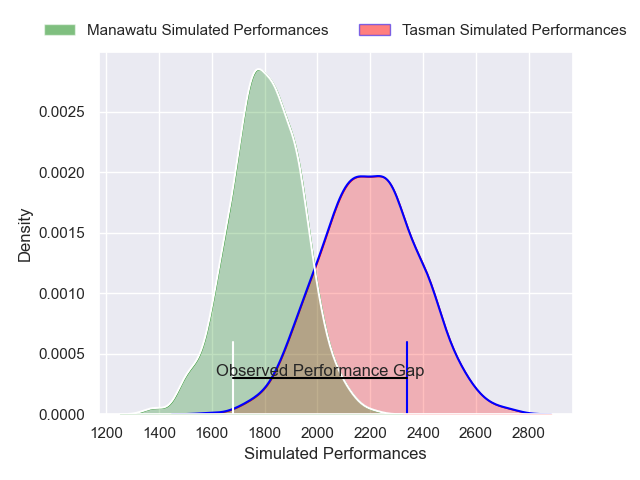 Manawatu Simulated Performances
Tasman Simulated Performances
Density
0.0025
0.0020
0.0015
0.0010
0.0005
0.0000
Observed Performance Gap
1200 1400 1600 1800 2000 2200 2400 2600 2800
Simulated Performances